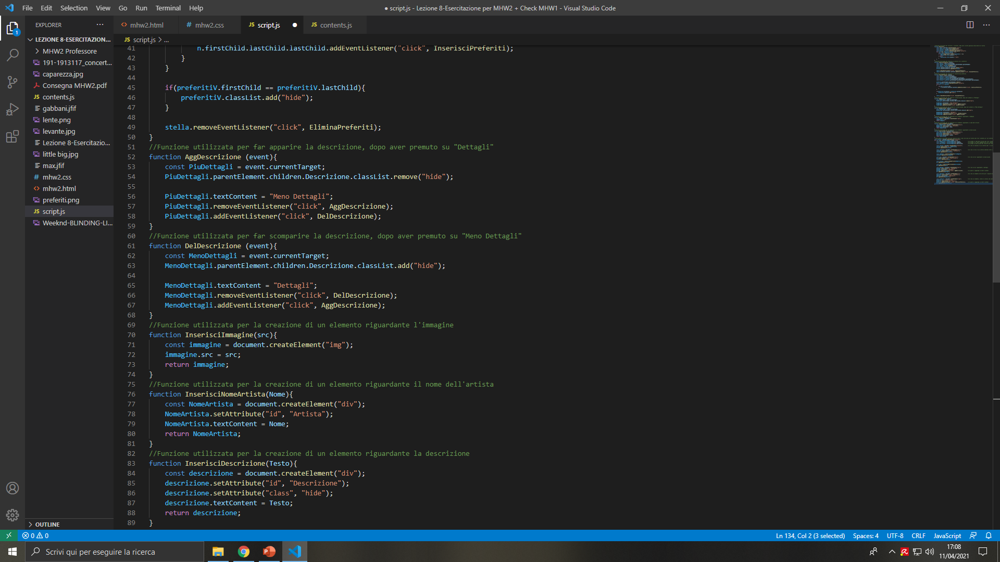 File Edit Selection View Go Run Terminal Help
● script.js - Lezione 8-Esercitazione per MHW2 + Check MHW1 - Visual Studio Code
EXPLORER
mhw2.html
# mhw2.css
JS script.js ●
JS contents.js
JS script.js > ...
1
LEZIONE 8-ESERCITAZION...
MHW2 Professore
191-1913117_concert...
caparezza.jpg
Consegna MHW2.pdf
JS contents.js
gabbani.jfif
lente.png
levante.jpg
Lezione 8-Esercitazio...
little big.jpg
max.jfif
# mhw2.css
<> mhw2.html
preferiti.png
JS script.js
Weeknd-BLINDING-LI...
OUTLINE
41 n.firstChild.lastChild.lastChild.addEventListener("click", InserisciPreferiti);
42 }
43 }
44
45 if(preferitiV.firstChild == preferitiV.lastChild){
46 preferitiV.classList.add("hide");
47 }
48
49 stella.removeEventListener("click", EliminaPreferiti);
50 }
51 //Funzione utilizzata per far apparire la descrizione, dopo aver premuto su "Dettagli"
52 function AggDescrizione (event){
53 const PiuDettagli = event.currentTarget;
54 PiuDettagli.parentElement.children.Descrizione.classList.remove("hide");
55
56 PiuDettagli.textContent = "Meno Dettagli";
57 PiuDettagli.removeEventListener("click", AggDescrizione);
58 PiuDettagli.addEventListener("click", DelDescrizione);
59 }
60 //Funzione utilizzata per far scomparire la descrizione, dopo aver premuto su "Meno Dettagli"
61 function DelDescrizione (event){
62 const MenoDettagli = event.currentTarget;
63 MenoDettagli.parentElement.children.Descrizione.classList.add("hide");
64
65 MenoDettagli.textContent = "Dettagli";
66 MenoDettagli.removeEventListener("click", DelDescrizione);
67 MenoDettagli.addEventListener("click", AggDescrizione);
68 }
69 //Funzione utilizzata per la creazione di un elemento riguardante l'immagine
70 function InserisciImmagine(src){
71 const immagine = document.createElement("img");
72 immagine.src = src;
73 return immagine;
74 }
75 //Funzione utilizzata per la creazione di un elemento riguardante il nome dell'artista
76 function InserisciNomeArtista(Nome){
77 const NomeArtista = document.createElement("div");
78 NomeArtista.setAttribute("id", "Artista");
79 NomeArtista.textContent = Nome;
80 return NomeArtista;
81 }
82 //Funzione utilizzata per la creazione di un elemento riguardante la descrizione
83 function InserisciDescrizione(Testo){
84 const descrizione = document.createElement("div");
85 descrizione.setAttribute("id", "Descrizione");
86 descrizione.setAttribute("class", "hide");
87 descrizione.textContent = Testo;
88 return descrizione;
89 }
0 0
Ln 134, Col 2 (3 selected) Spaces: 4 UTF-8 CRLF JavaScript
Scrivi qui per eseguire la ricerca
17:08
11/04/2021